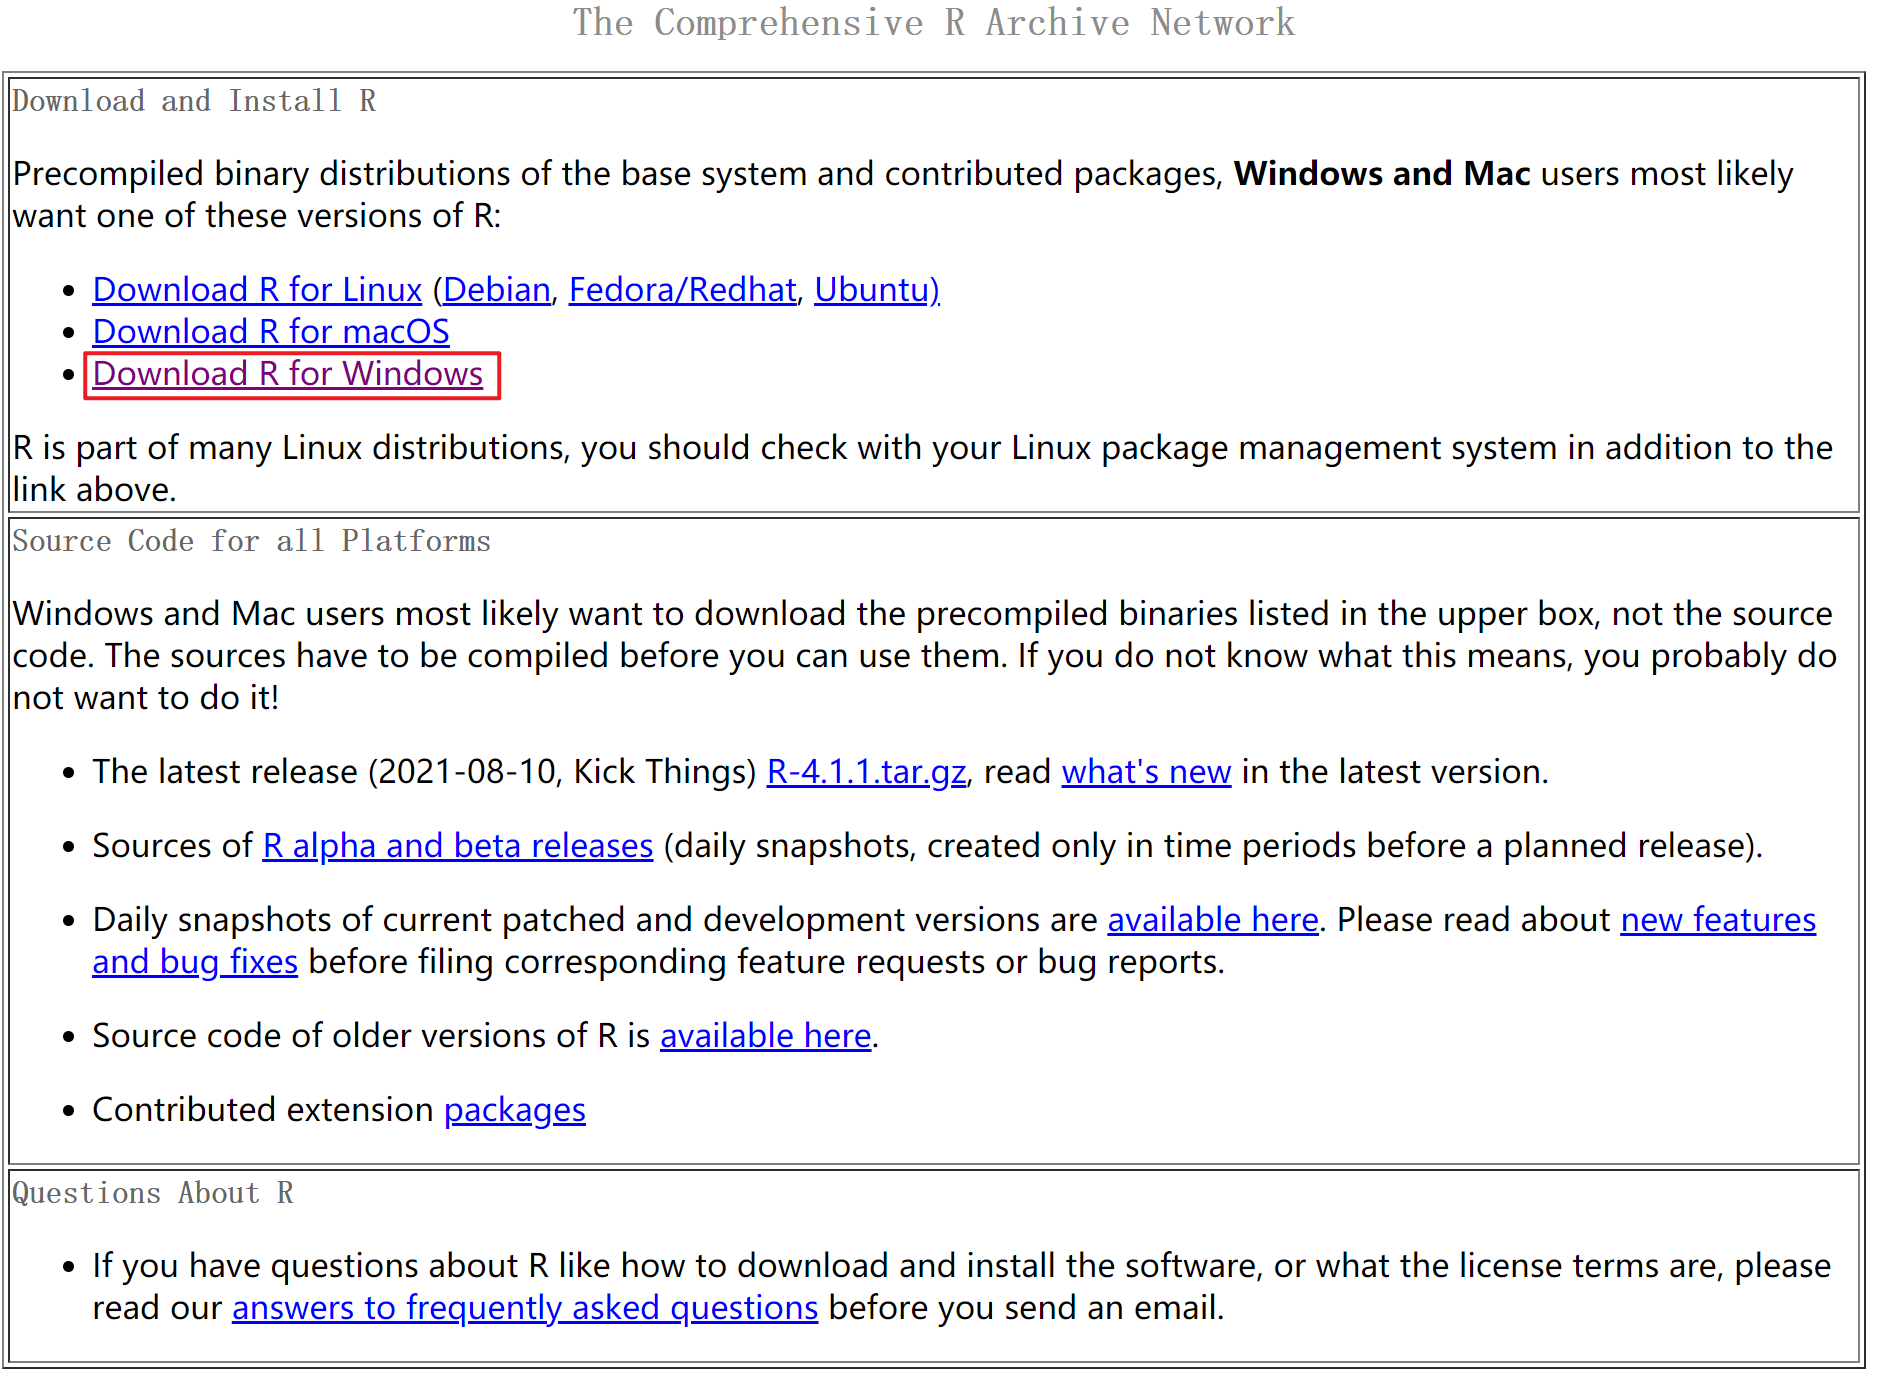 The Comprehensive R Archive Network
Download and Install R
Precompiled binary distributions of the base system and contributed packages, Windows and Mac users most likely
want one of these versions of R:
• Download R for Linux (Debian, Fedora/Redhat, Ubuntu)
• Download R for macOS
• Download R for Windows
R is part of many Linux distributions, you should check with your Linux package management system in addition to the
link above.
Source Code for all Platforms
Windows and Mac users most likely want to download the precompiled binaries listed in the upper box, not the source
code. The sources have to be compiled before you can use them. If you do not know what this means, you probably do
not want to do it!
• The latest release (2021-08-10, Kick Things) R-4.1.1.tar.gz, read what's new in the latest version.
• Sources of R alpha and beta releases (daily snapshots, created only in time periods before a planned release).
• Daily snapshots of current patched and development versions are available here. Please read about new features
and bug fixes before filing corresponding feature requests or bug reports.
• Source code of older versions of R is available here.
• Contributed extension packages
Questions About R
• If you have questions about R like how to download and install the software, or what the license terms are, please
read our answers to frequently asked questions before you send an email.